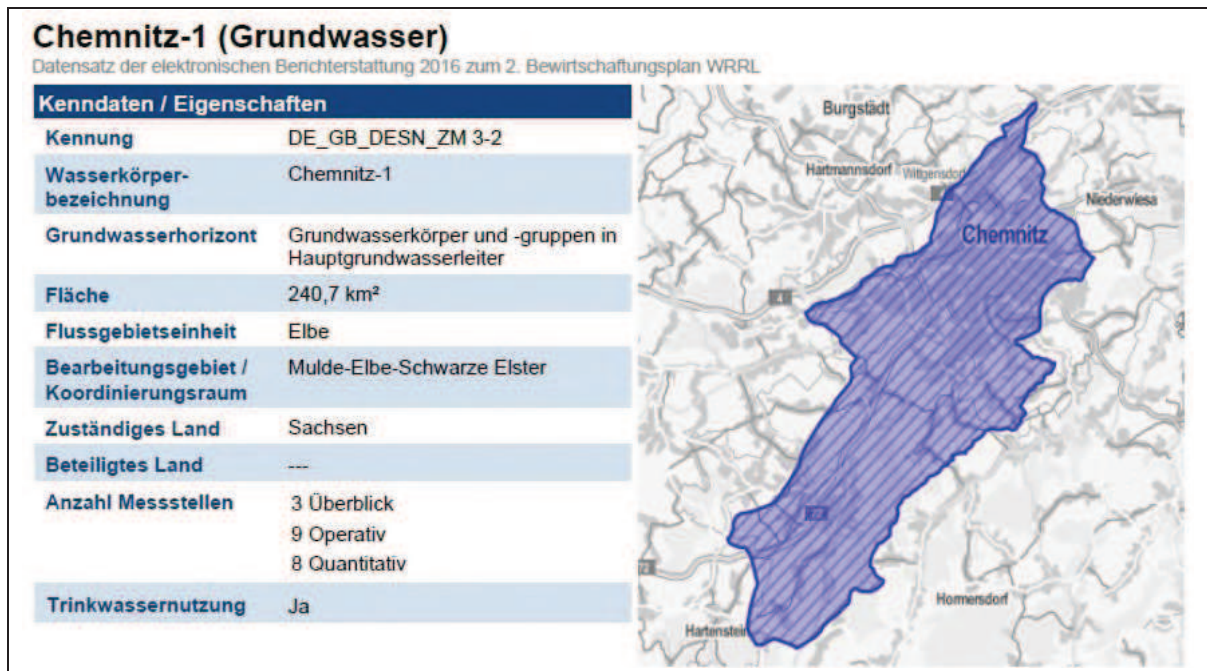 Chemnitz-1 (Grundwasser)
Datensatz der elektronischen Berichterstattung 2016 zum 2. Bewirtschaftungsplan WRRL
Kenndaten / Eigenschaften
Kennung DE_GB_DESN_ZM 3-2
Wasserkörper-
bezeichnung
Chemnitz-1
Grundwasserhorizont Grundwasserkörper und -gruppen in
Hauptgrundwasserleiter
Fläche 240,7 km²
Flussgebietseinheit Elbe
Bearbeitungsgebiet /
Koordinierungsraum
Mulde-Elbe-Schwarze Elster
Zuständiges Land Sachsen
Beteiligtes Land ---
Anzahl Messstellen 3 Überblick
9 Operativ
8 Quantitativ
Trinkwassernutzung Ja
Burgstädt
Hartmannsdorf Wittgensdorf
Niederwiesa
Chemnitz
4
72
72
Hormersdorf
Hartenstein